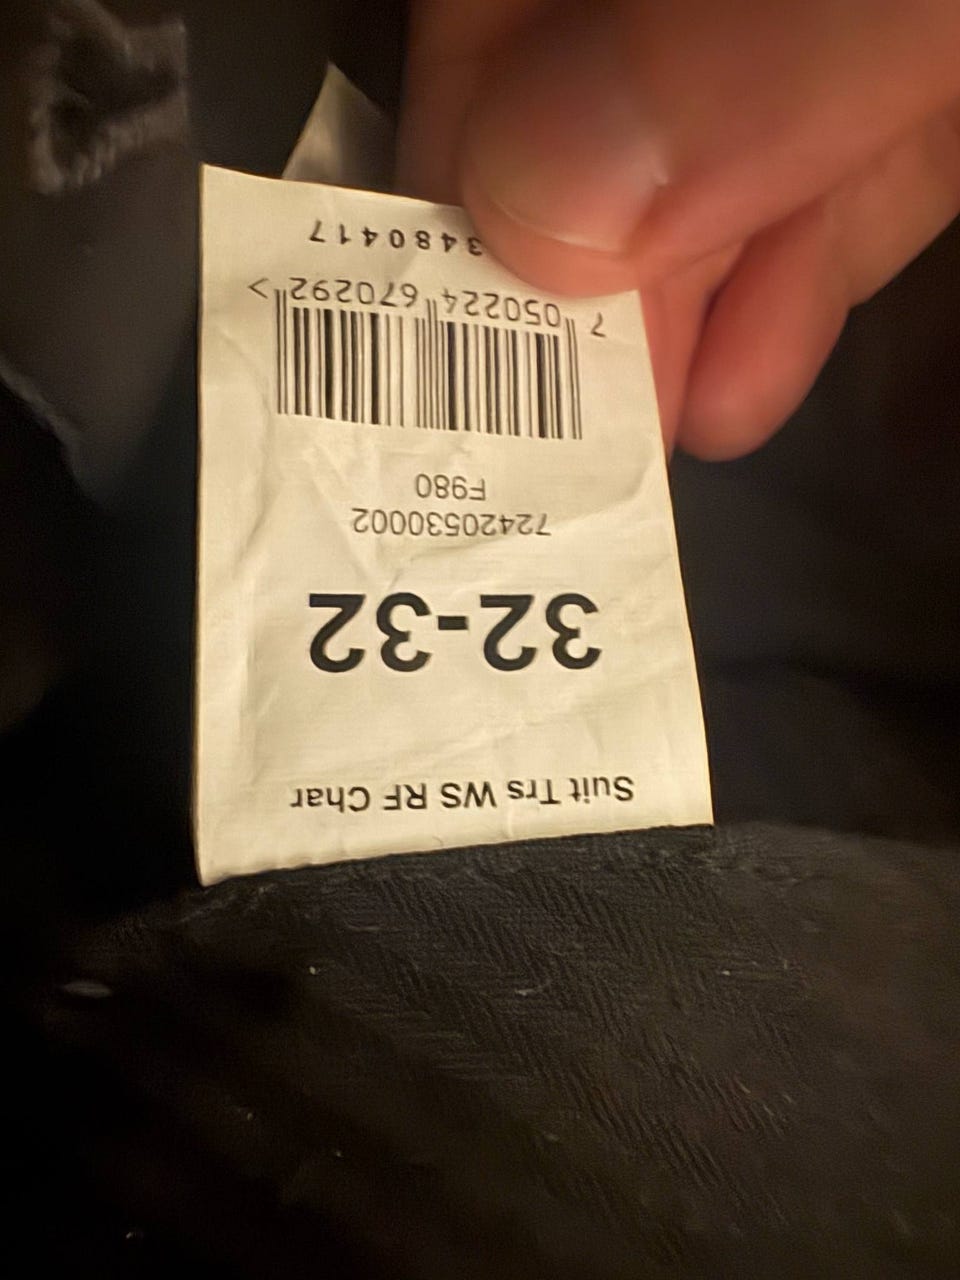 Suit Trs WS RF Char
32-32
72420530002
F980
7 050224 670292 >
3480417